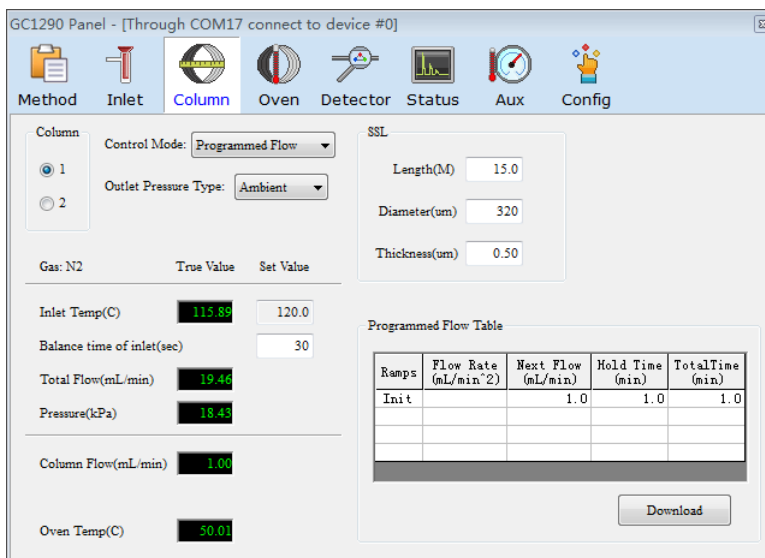 GC1290 Panel - [Through COM17 connect to device #0]
Method Inlet Column Oven Detector Status Aux Config
Column
1
2
Control Mode: Programmed Flow
Outlet Pressure Type: Ambient
SSL
Length(M) 15.0
Diameter(um) 320
Thickness(um) 0.50
Gas: N2 True Value Set Value
Inlet Temp(C) 115.89 120.0
Balance time of inlet(sec) 30
Total Flow(mL/min) 19.46
Pressure(kPa) 18.43
Column Flow(mL/min) 1.00
Oven Temp(C) 50.01
Programmed Flow Table
Ramps Flow Rate (mL/min^2) Next Flow (mL/min) Hold Time (min) TotalTime (min)
Init 1.0 1.0 1.0
Download